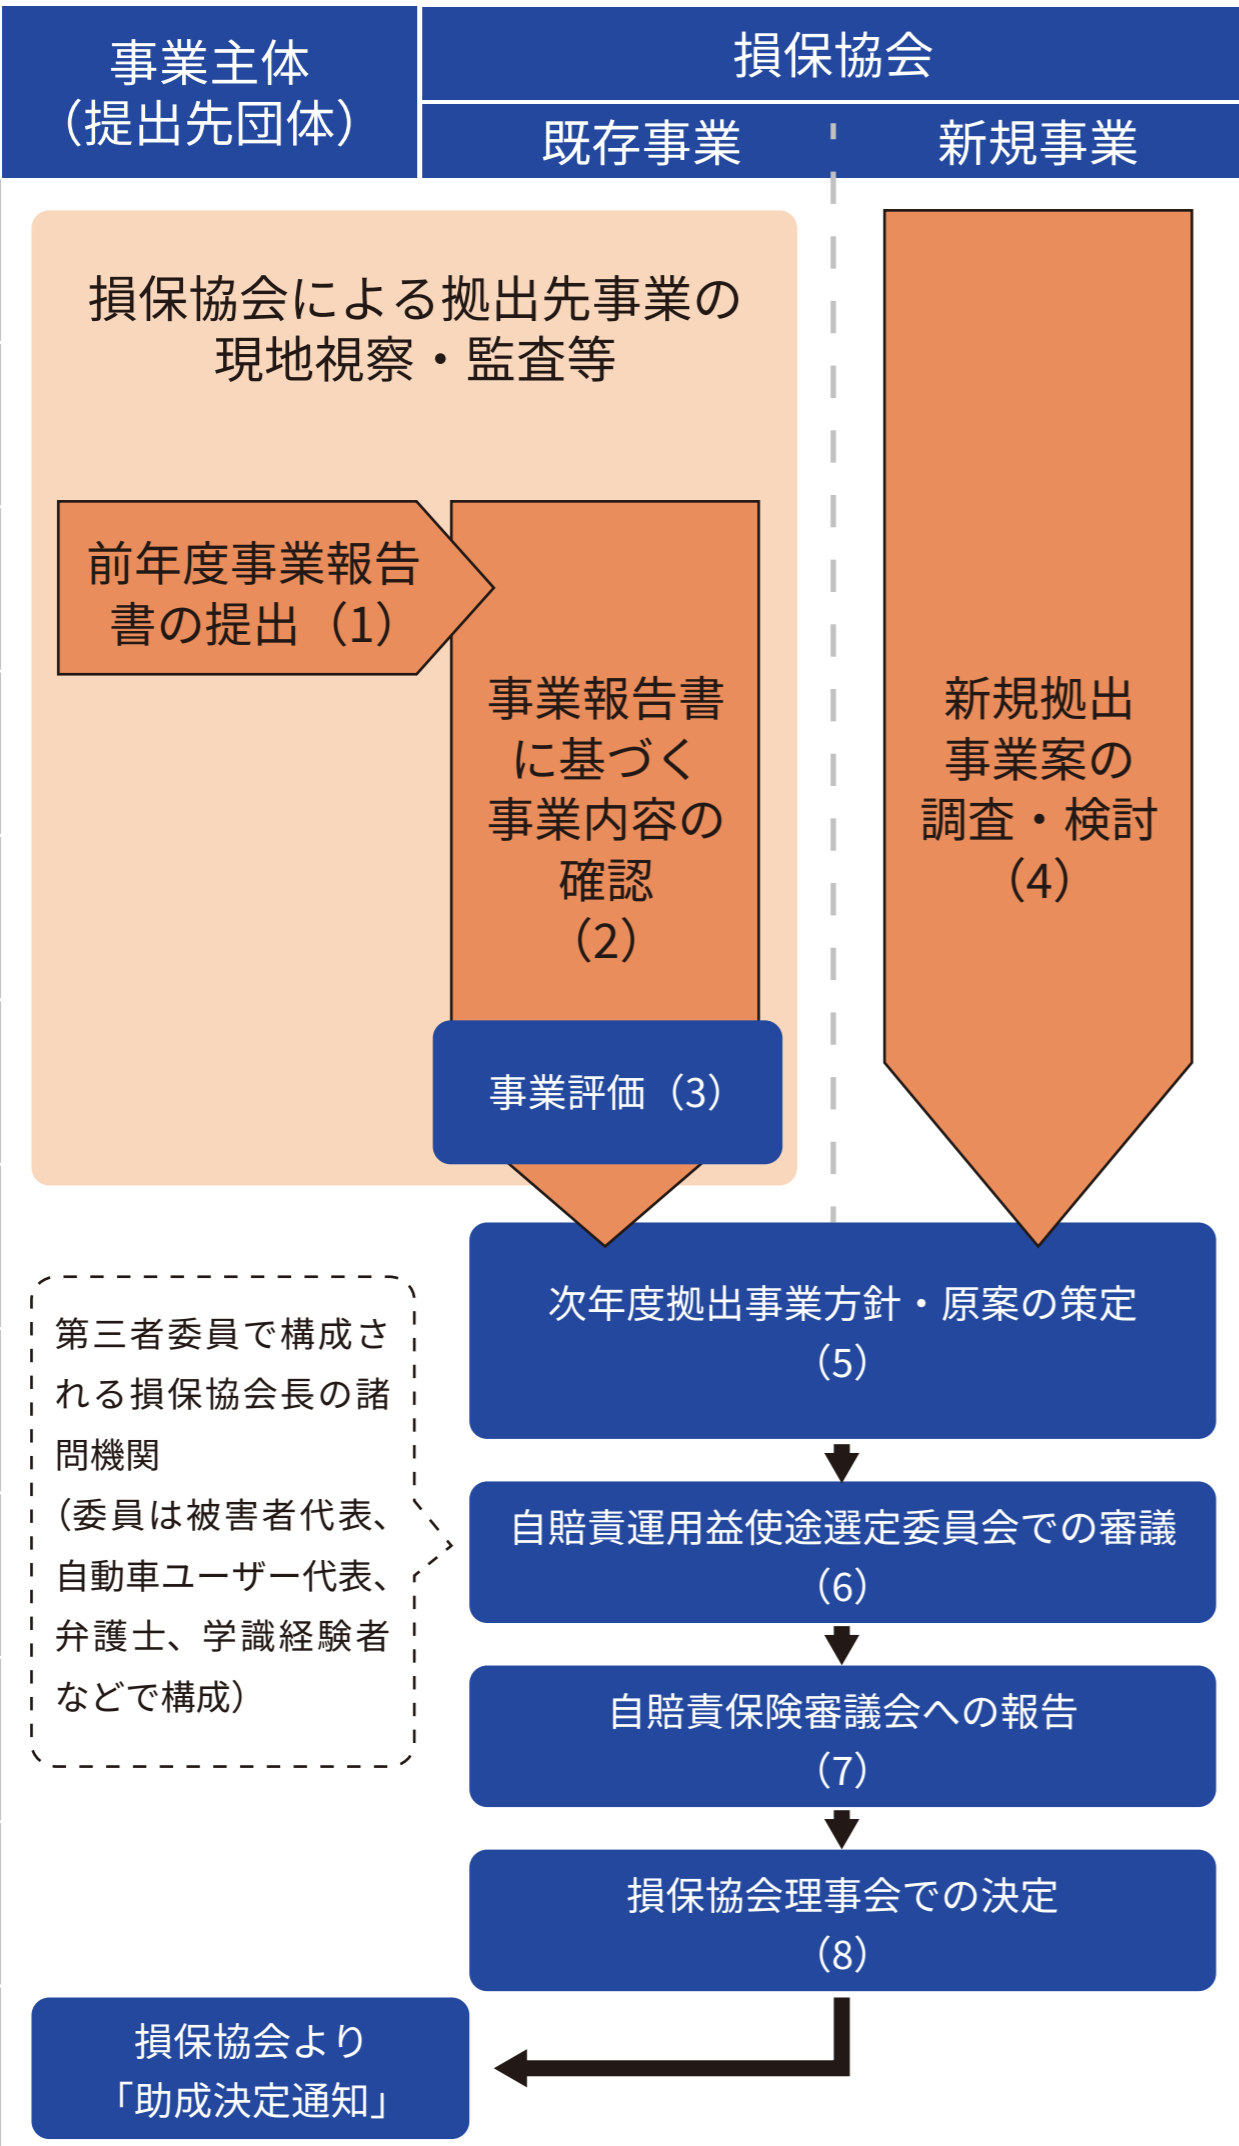 事業主体
（提出先団体）
損保協会
既存事業
新規事業
損保協会による拠出先事業の
現地視察・監査等
前年度事業報告
書の提出（1）
事業報告書
に基づく
事業内容の
確認
（2）
事業評価（3）
新規拠出
事業案の
調査・検討
（4）
次年度拠出事業方針・原案の策定
（5）
第三者委員で構成さ
れる損保協会長の諸
問機関
（委員は被害者代表、
自動車ユーザー代表、
弁護士、学識経験者
などで構成）
自賠責運用益使途選定委員会での審議
（6）
自賠責保険審議会への報告
（7）
損保協会理事会での決定
（8）
損保協会より
「助成決定通知」